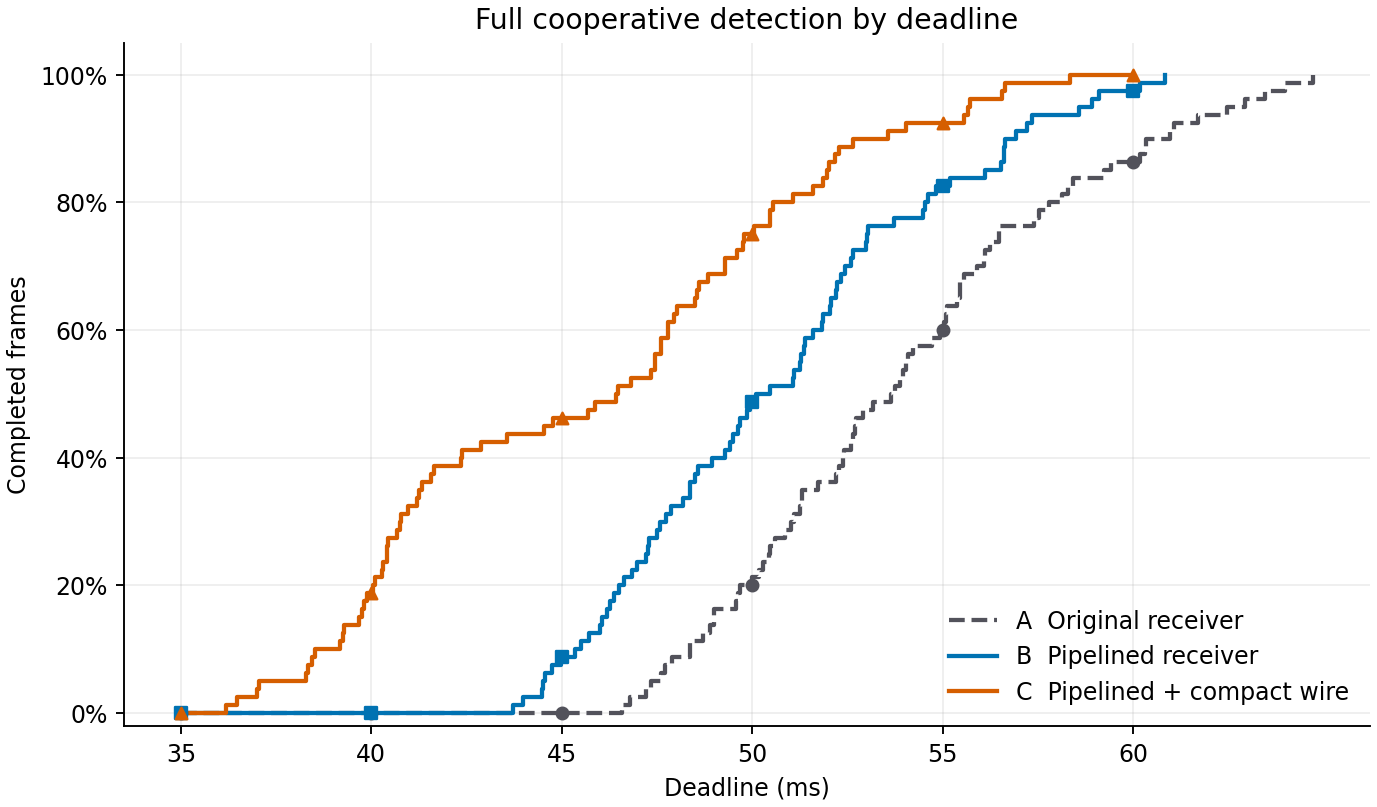 Full cooperative detection by deadline
100%
80%
60%
40%
20%
0%
Completed frames
35 40 45 50 55 60
Deadline (ms)
A Original receiver
B Pipelined receiver
C Pipelined + compact wire